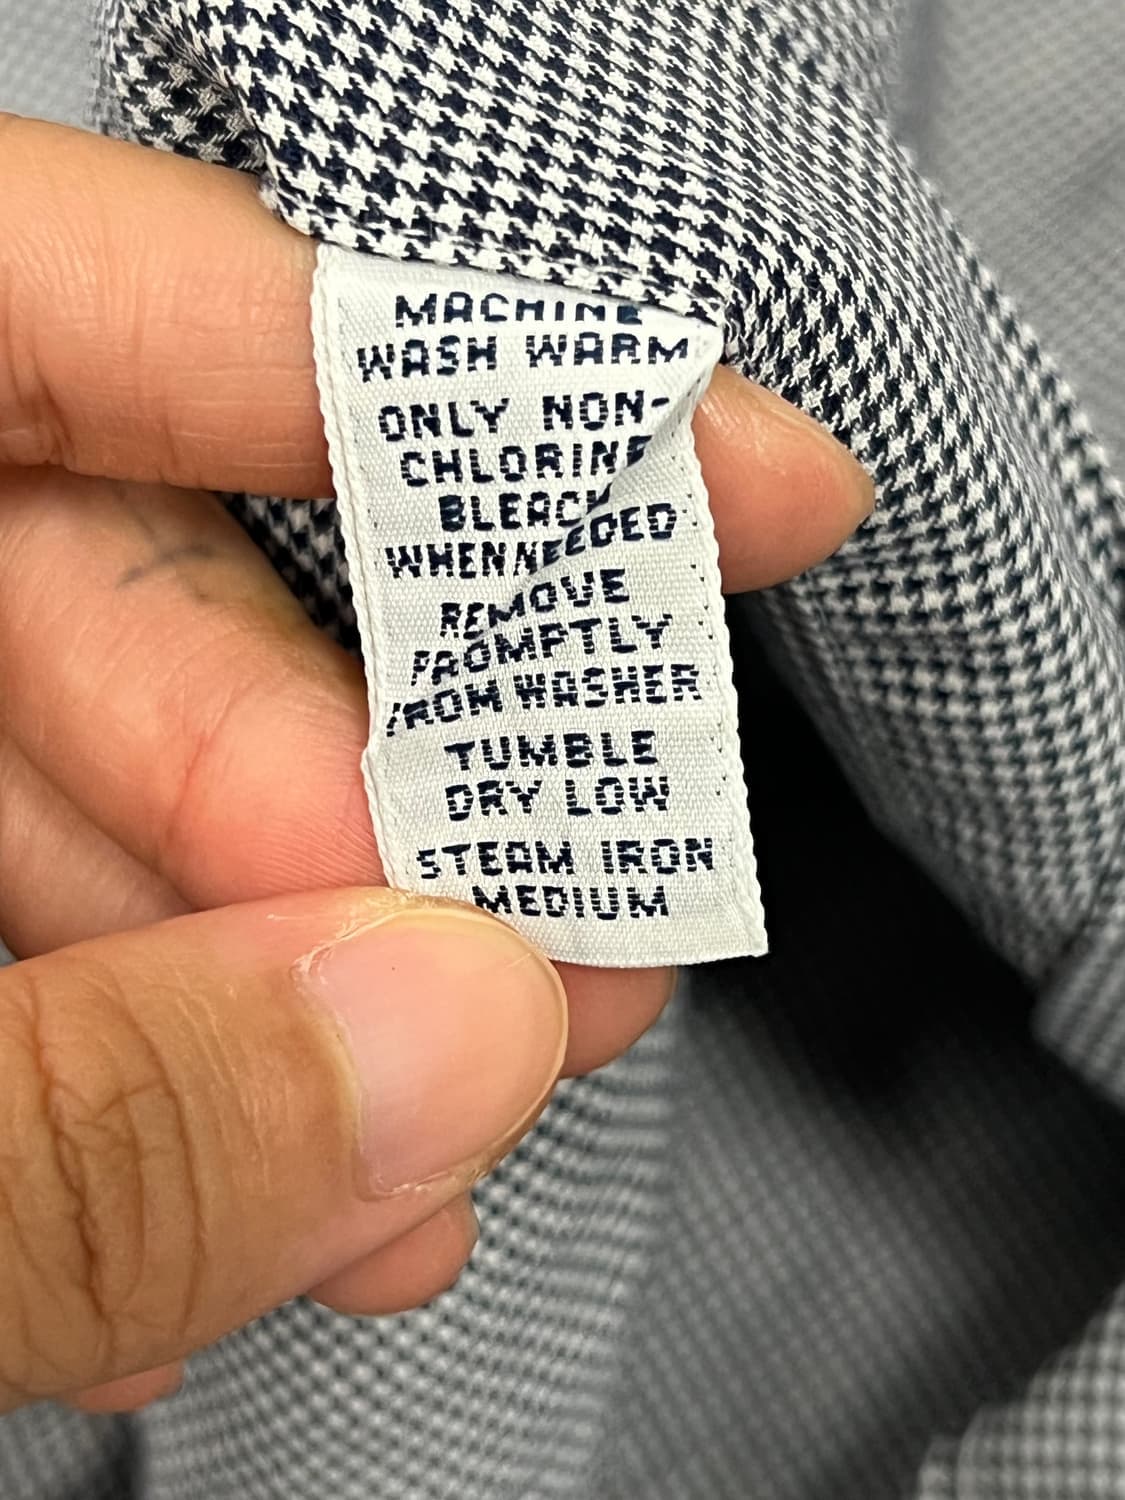 MACHINE
WASH WARM
ONLY NON-
CHLORINE
BLEACH
WHEN NEEDED
REMOVE
PROMPTLY
FROM WASHER
TUMBLE
DRY LOW
STEAM IRON
MEDIUM